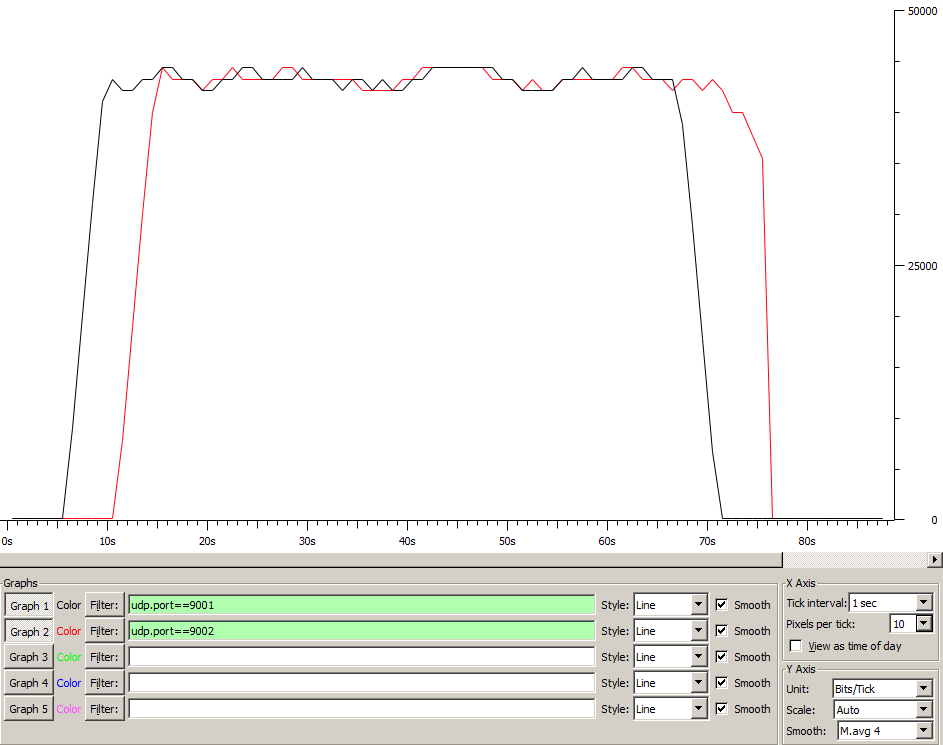 50000
25000
0
0s 10s 20s 30s 40s 50s 60s 70s 80s
Graphs
Graph 1 Color Filter: udp.port==9001 Style: Line Smooth
Graph 2 Color Filter: udp.port==9002 Style: Line Smooth
Graph 3 Color Filter: Style: Line Smooth
Graph 4 Color Filter: Style: Line Smooth
Graph 5 Color Filter: Style: Line Smooth
X Axis
Tick interval: 1 sec
Pixels per tick: 10
View as time of day
Y Axis
Unit: Bits/Tick
Scale: Auto
Smooth: M.avg 4